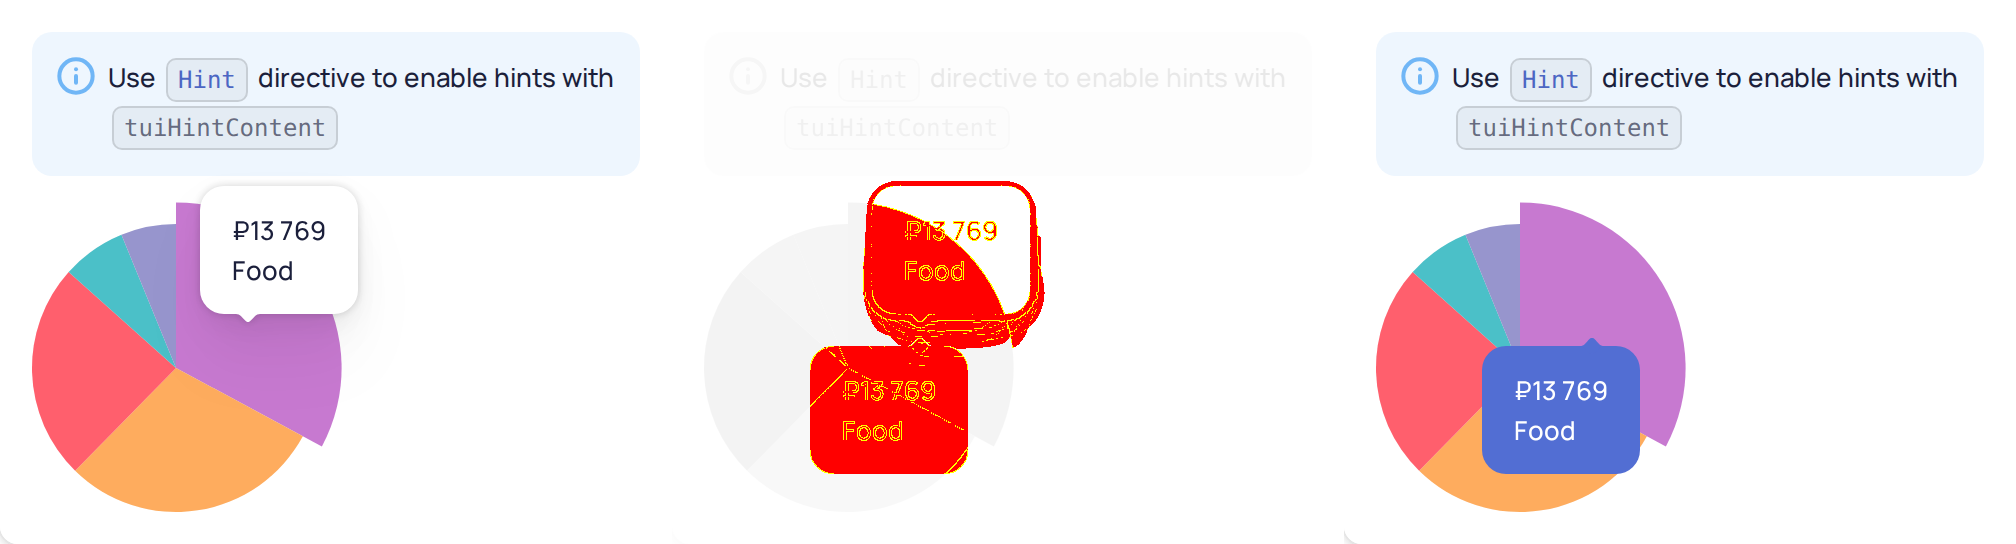 Use Hint directive to enable hints with
tuiHintContent
₽13 769
Food
Use Hint directive to enable hints with
tuiHintContent
₽13 769
Food
₽13 769
Food
Use Hint directive to enable hints with
tuiHintContent
₽13 769
Food